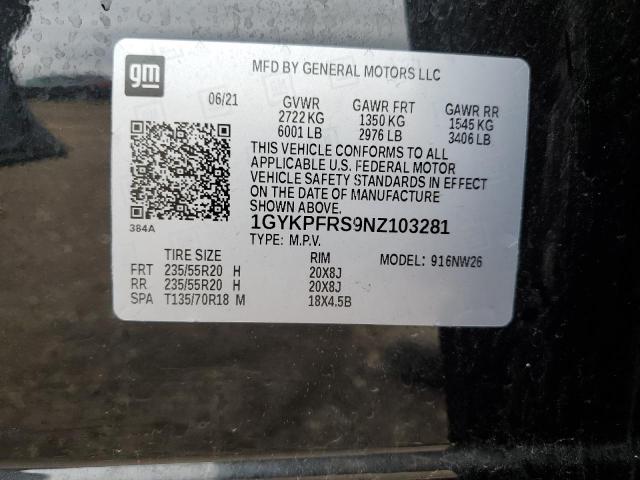 gm
MFD BY GENERAL MOTORS LLC
06/21 GVWR GAWR FRT GAWR RR
2722 KG 1350 KG 1545 KG
6001 LB 2976 LB 3406 LB
THIS VEHICLE CONFORMS TO ALL
APPLICABLE U.S. FEDERAL MOTOR
VEHICLE SAFETY STANDARDS IN EFFECT
ON THE DATE OF MANUFACTURE
SHOWN ABOVE.
384A
1GYKPFRS9NZ103281
TYPE: M.P.V.
TIRE SIZE RIM MODEL: 916NW26
FRT 235/55R20 H 20X8J
RR 235/55R20 H 20X8J
SPA T135/70R18 M 18X4.5B